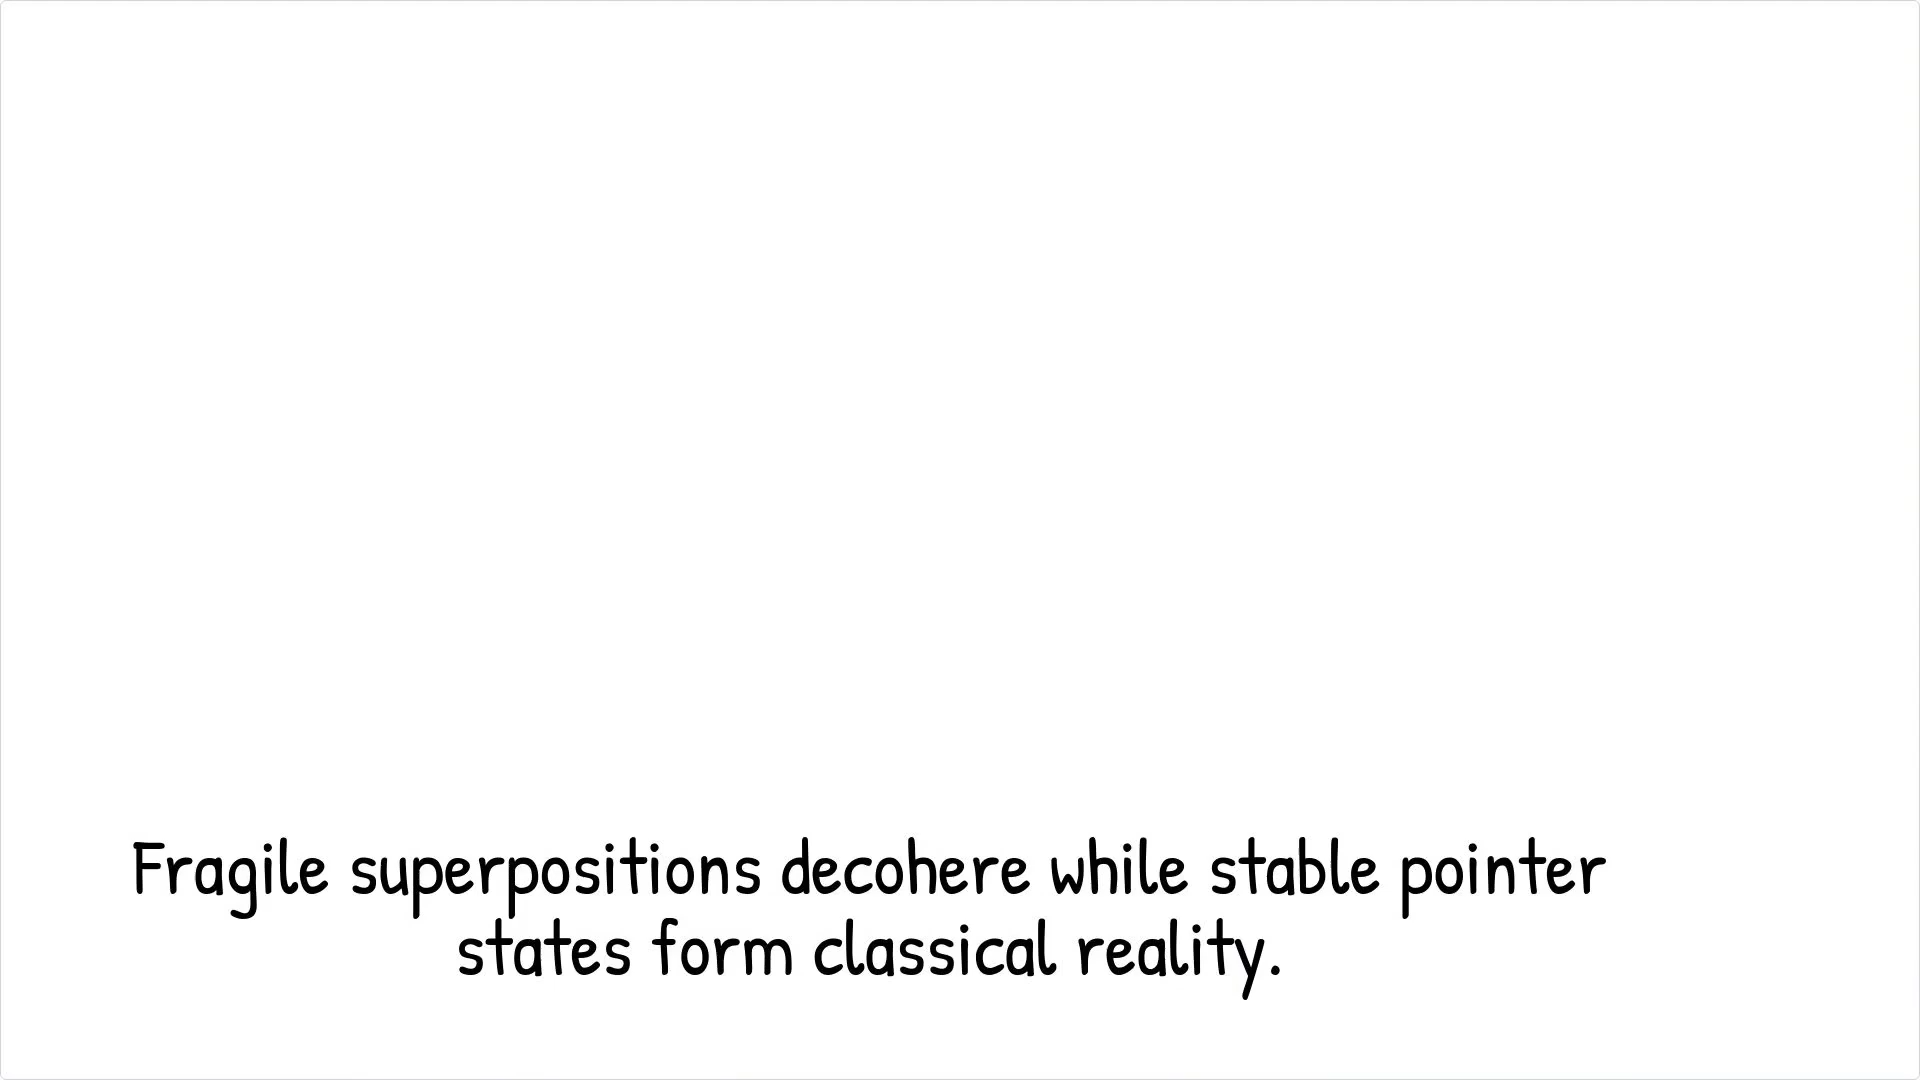 Fragile superpositions decohere while stable pointer
states form classical reality.